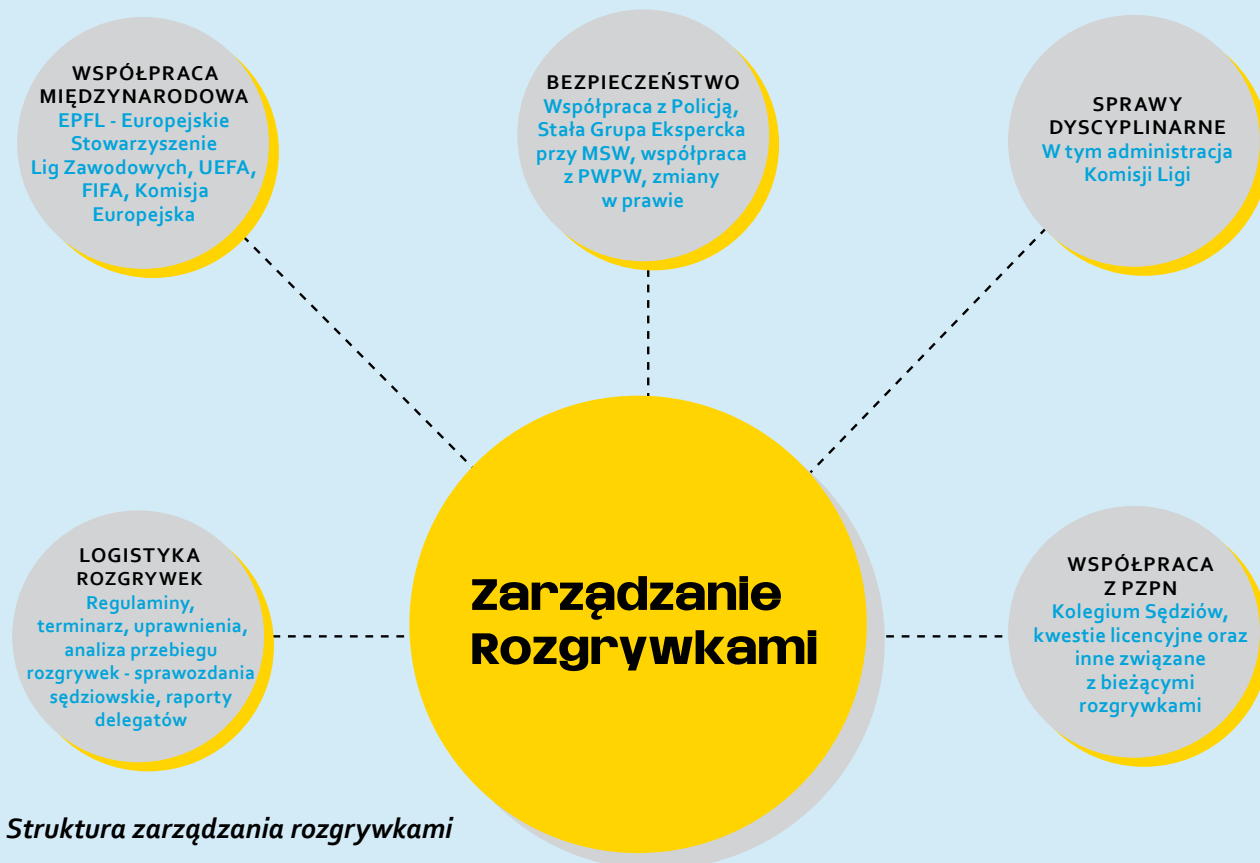 WSPÓŁPRACA
MIĘDZYNARODOWA
EPFL - Europejskie
Stowarzyszenie
Lig Zawodowych, UEFA,
FIFA, Komisja
Europejska
BEZPIECZEŃSTWO
Współpraca z Policją,
Stała Grupa Ekspercka
przy MSW, współpraca
z PWPW, zmiany
w prawie
SPRAWY
DYSCYPLINARNE
W tym administracja
Komisji Ligi
LOGISTYKA
ROZGRYWEK
Regulaminy,
terminarz, uprawnienia,
analiza przebiegu
rozgrywek - sprawozdania
sędziowskie, raporty
delegatów
Zarządzanie
Rozgrywkami
WSPÓŁPRACA
Z PZPN
Kolegium Sędziów,
kwestie licencyjne oraz
inne związane
z bieżącymi
rozgrywkami
Struktura zarządzania rozgrywkami